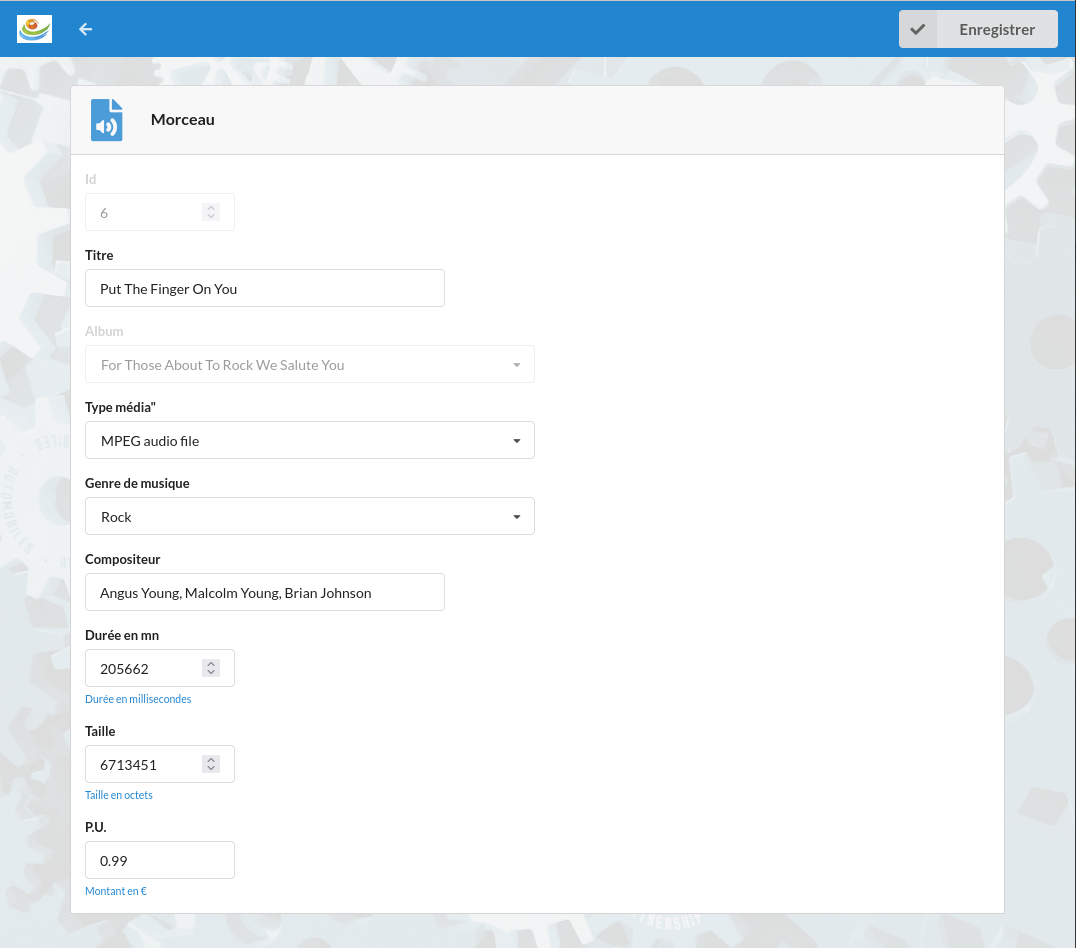 Enregistrer
Morceau
Id
6
Titre
Put The Finger On You
Album
For Those About To Rock We Salute You
Type média"
MPEG audio file
Genre de musique
Rock
Compositeur
Angus Young, Malcolm Young, Brian Johnson
Durée en mn
205662
Durée en millisecondes
Taille
6713451
Taille en octets
P.U.
0.99
Montant en €